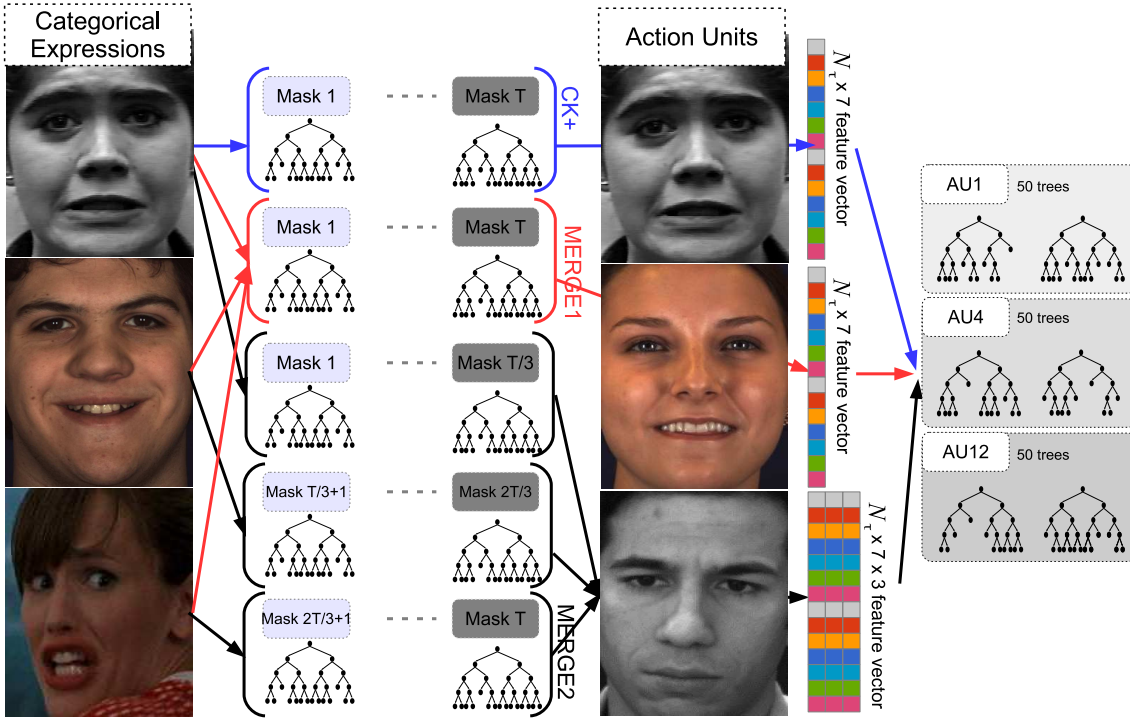 Categorical
Expressions
Action Units
Mask 1
Mask T
CK+
Mask 1
Mask T
MERGE1
Mask 1
Mask T/3
Mask T/3+1
Mask 2T/3
Mask 2T/3+1
Mask T
MERGE2
Nτ x 7 feature vector
Nτ x 7 feature vector
Nτ x 7 x 3 feature vector
AU1
50 trees
AU4
50 trees
AU12
50 trees